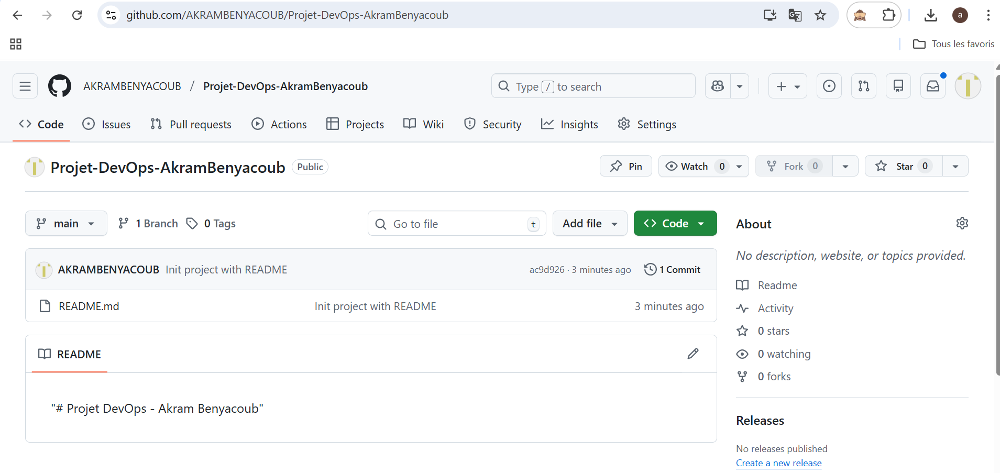 github.com/AKRAMBENYACOUB/Projet-DevOps-AkramBenyacoub
a
Tous les favoris
AKRAMBENYACOUB / Projet-DevOps-AkramBenyacoub
Type / to search
Code Issues Pull requests Actions Projects Wiki Security Insights Settings
Projet-DevOps-AkramBenyacoub Public
Pin Watch 0 Fork 0 Star 0
main 1 Branch 0 Tags Go to file t Add file Code
About
No description, website, or topics provided.
AKRAMBENYACOUB Init project with README ac9d926 · 3 minutes ago 1 Commit
README.md Init project with README 3 minutes ago
Readme
Activity
0 stars
0 watching
0 forks
README
"# Projet DevOps - Akram Benyacoub"
Releases
No releases published
Create a new release